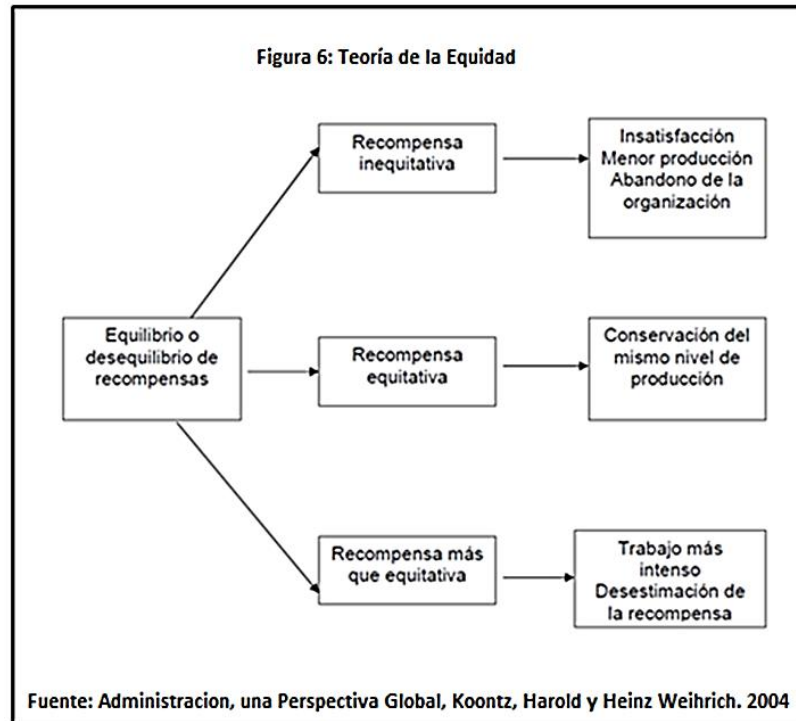 Figura 6: Teoría de la Equidad
Recompensa
inequitativa
Insatisfacción
Menor producción
Abandono de la
organización
Equilibrio o
desequilibrio de
recompensas
Recompensa
equitativa
Conservación del
mismo nivel de
producción
Recompensa más
que equitativa
Trabajo más
intenso
Desestimación de
la recompensa
Fuente: Administracion, una Perspectiva Global, Koontz, Harold y Heinz Weihrich. 2004